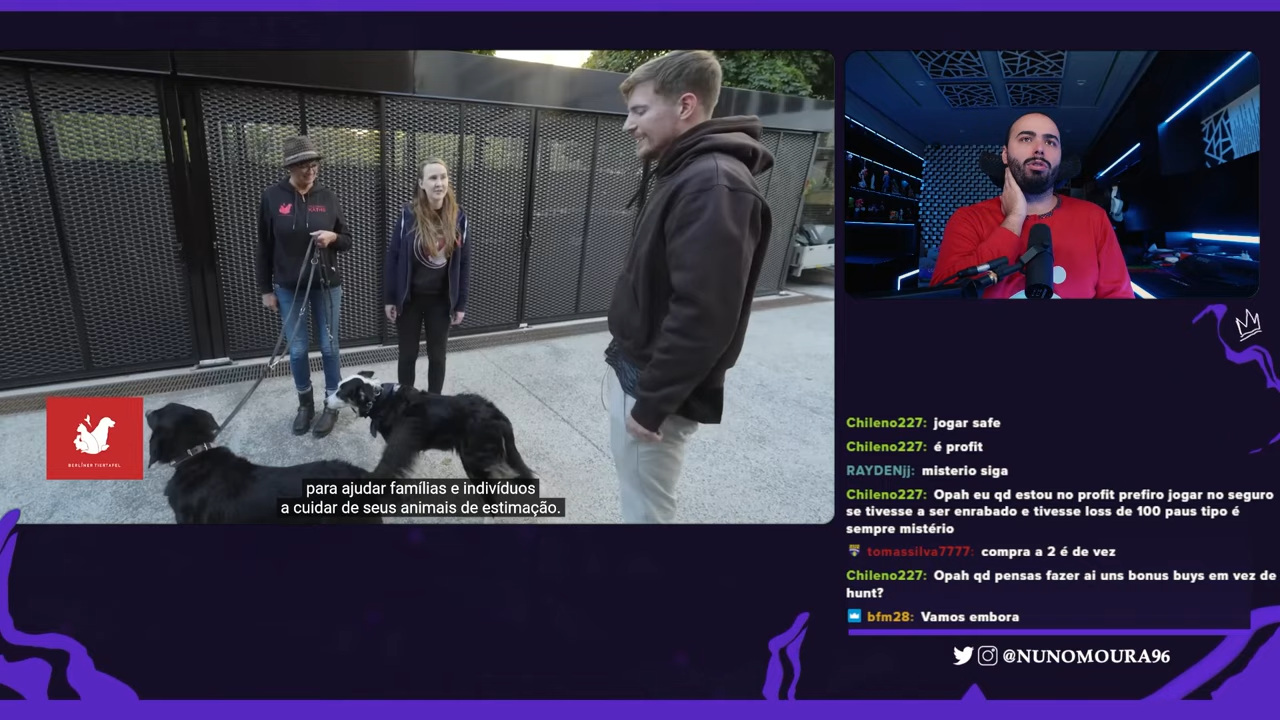 BERLINER TIERTAFEL
para ajudar famílias e indivíduos
a cuidar de seus animais de estimação.
Chileno227: jogar safe
Chileno227: é profit
RAYDENjj: misterio siga
Chileno227: Opah eu qd estou no profit prefiro jogar no seguro
se tivesse a ser enrabado e tivesse loss de 100 paus tipo é
sempre mistério
tomassilva7777: compra a 2 é de vez
Chileno227: Opah qd pensas fazer ai uns bonus buys em vez de
hunt?
bfm28: Vamos embora
@NUNOMOURA96